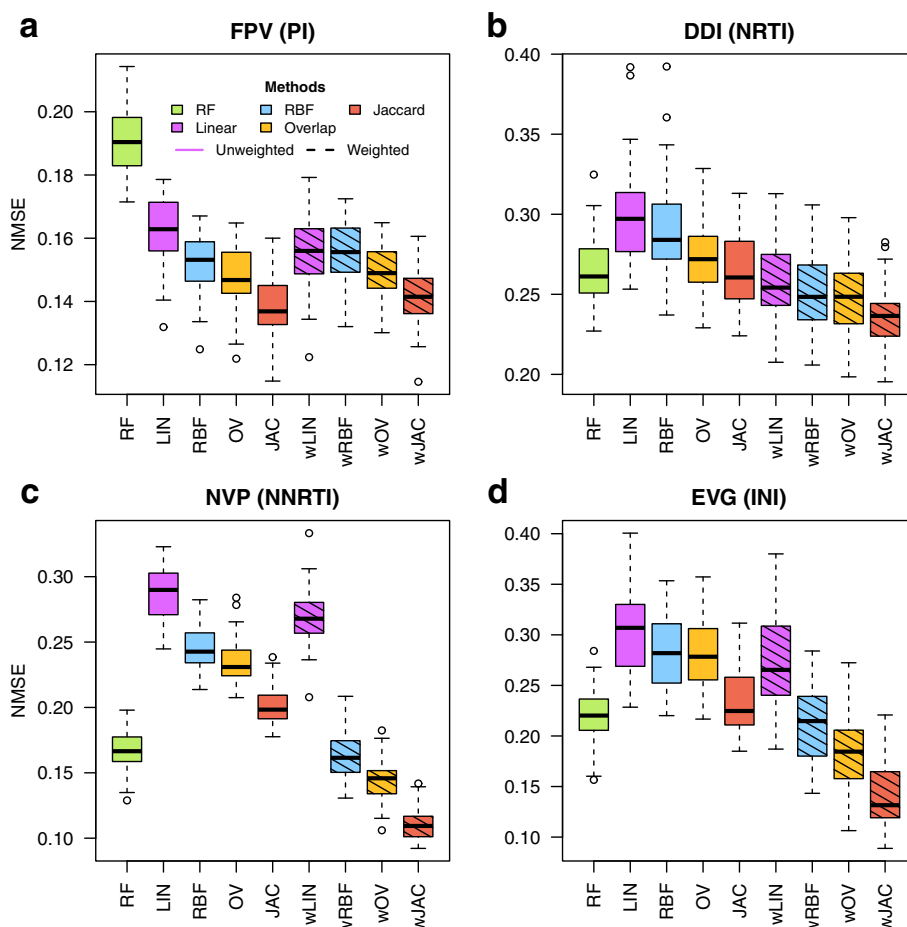 a
FPV (PI)
NMSE
0.20
0.18
0.16
0.14
0.12
Methods
RF
RBF
Jaccard
Linear
Overlap
Unweighted
Weighted
RF
LIN
RBF
OV
JAC
wLIN
wRBF
wOV
wJAC
b
DDI (NRTI)
0.40
0.35
0.30
0.25
0.20
RF
LIN
RBF
OV
JAC
wLIN
wRBF
wOV
wJAC
c
NVP (NNRTI)
NMSE
0.30
0.25
0.20
0.15
0.10
RF
LIN
RBF
OV
JAC
wLIN
wRBF
wOV
wJAC
d
EVG (INI)
0.40
0.35
0.30
0.25
0.20
0.15
0.10
RF
LIN
RBF
OV
JAC
wLIN
wRBF
wOV
wJAC